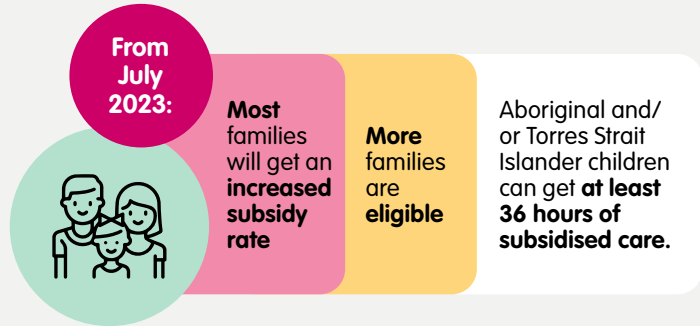 From
July
2023:
Most
families
will get an
increased
subsidy
rate
More
families
are
eligible
Aboriginal and/
or Torres Strait
Islander children
can get at least
36 hours of
subsidised care.